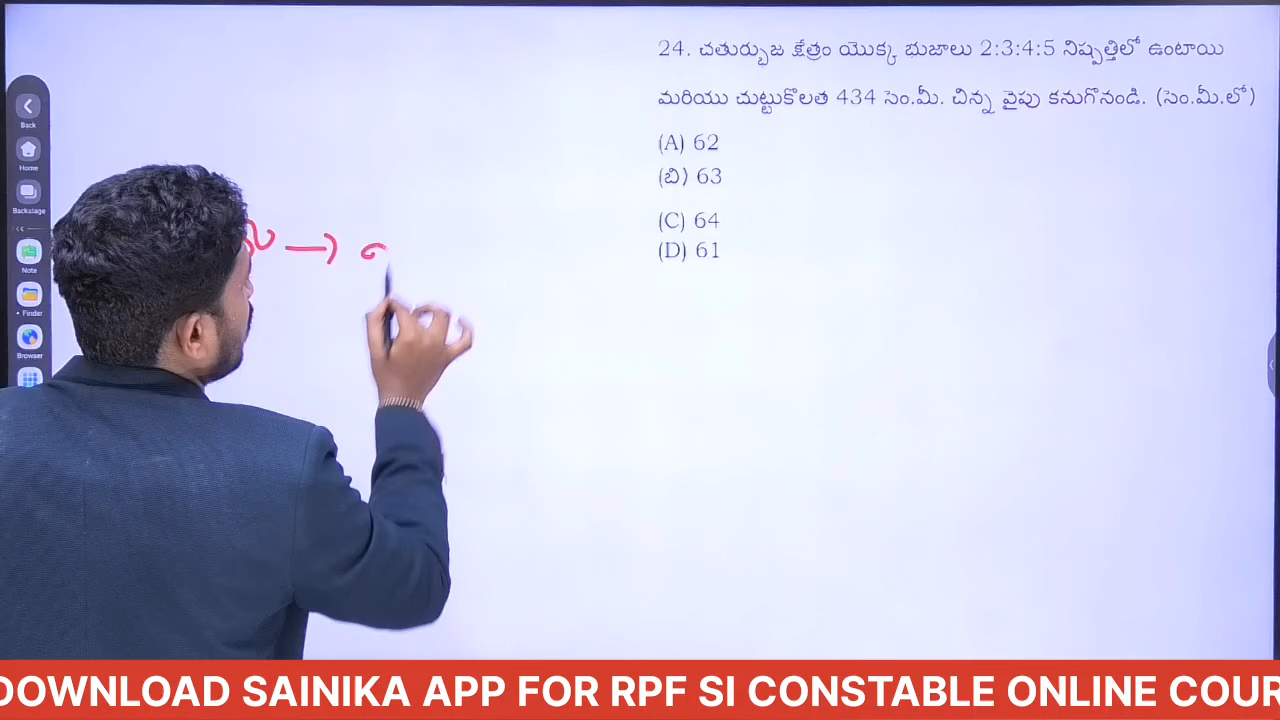 24. చతుర్భుజ క్షేత్రం యొక్క భుజాలు 2:3:4:5 నిష్పత్తిలో ఉంటాయి
మరియు చుట్టుకొలత 434 సెం.మీ. చిన్న వైపు కనుగొనండి. (సెం.మీ.లో)
(A) 62
(బి) 63
(C) 64
(D) 61
Back
Home
Backstage
Note
• Finder
Browser
DOWNLOAD SAINIKA APP FOR RPF SI CONSTABLE ONLINE COUR